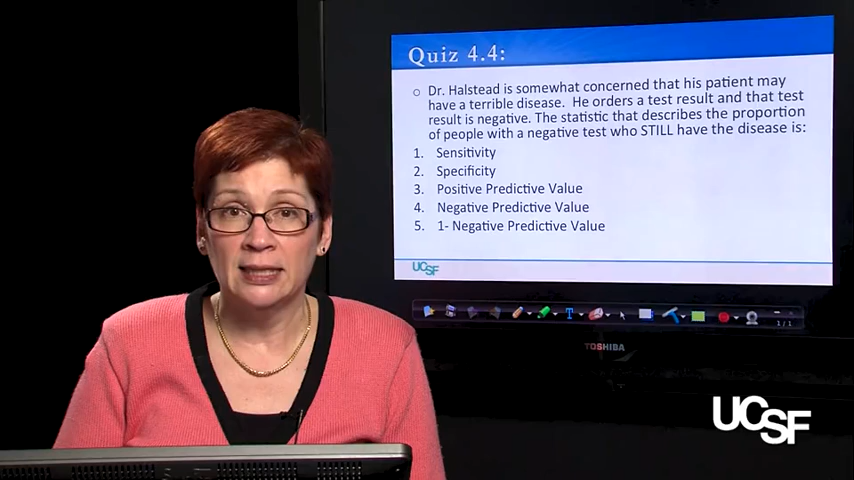 Quiz 4.4:
Dr. Halstead is somewhat concerned that his patient may
have a terrible disease. He orders a test result and that test
result is negative. The statistic that describes the proportion
of people with a negative test who STILL have the disease is:
1. Sensitivity
2. Specificity
3. Positive Predictive Value
4. Negative Predictive Value
5. 1- Negative Predictive Value
UCSF
T
1/1
TOSHIBA
UCSF